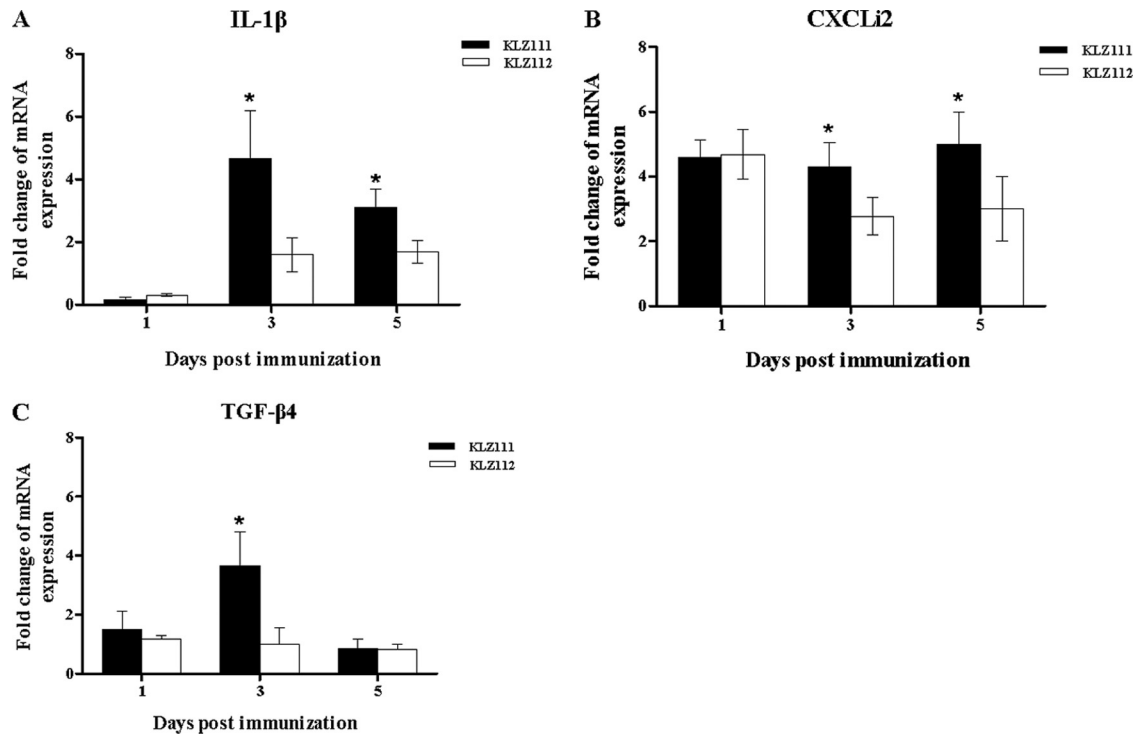 A
IL-1β
KLZ111
KLZ112
Fold change of mRNA
expression
8
6
4
2
0
*
*
1 3 5
Days post immunization
B
CXCLi2
KLZ111
KLZ112
Fold change of mRNA
expression
8
6
4
2
0
*
*
1 3 5
Days post immunization
C
TGF-β4
KLZ111
KLZ112
Fold change of mRNA
expression
8
6
4
2
0
*
1 3 5
Days post immunization